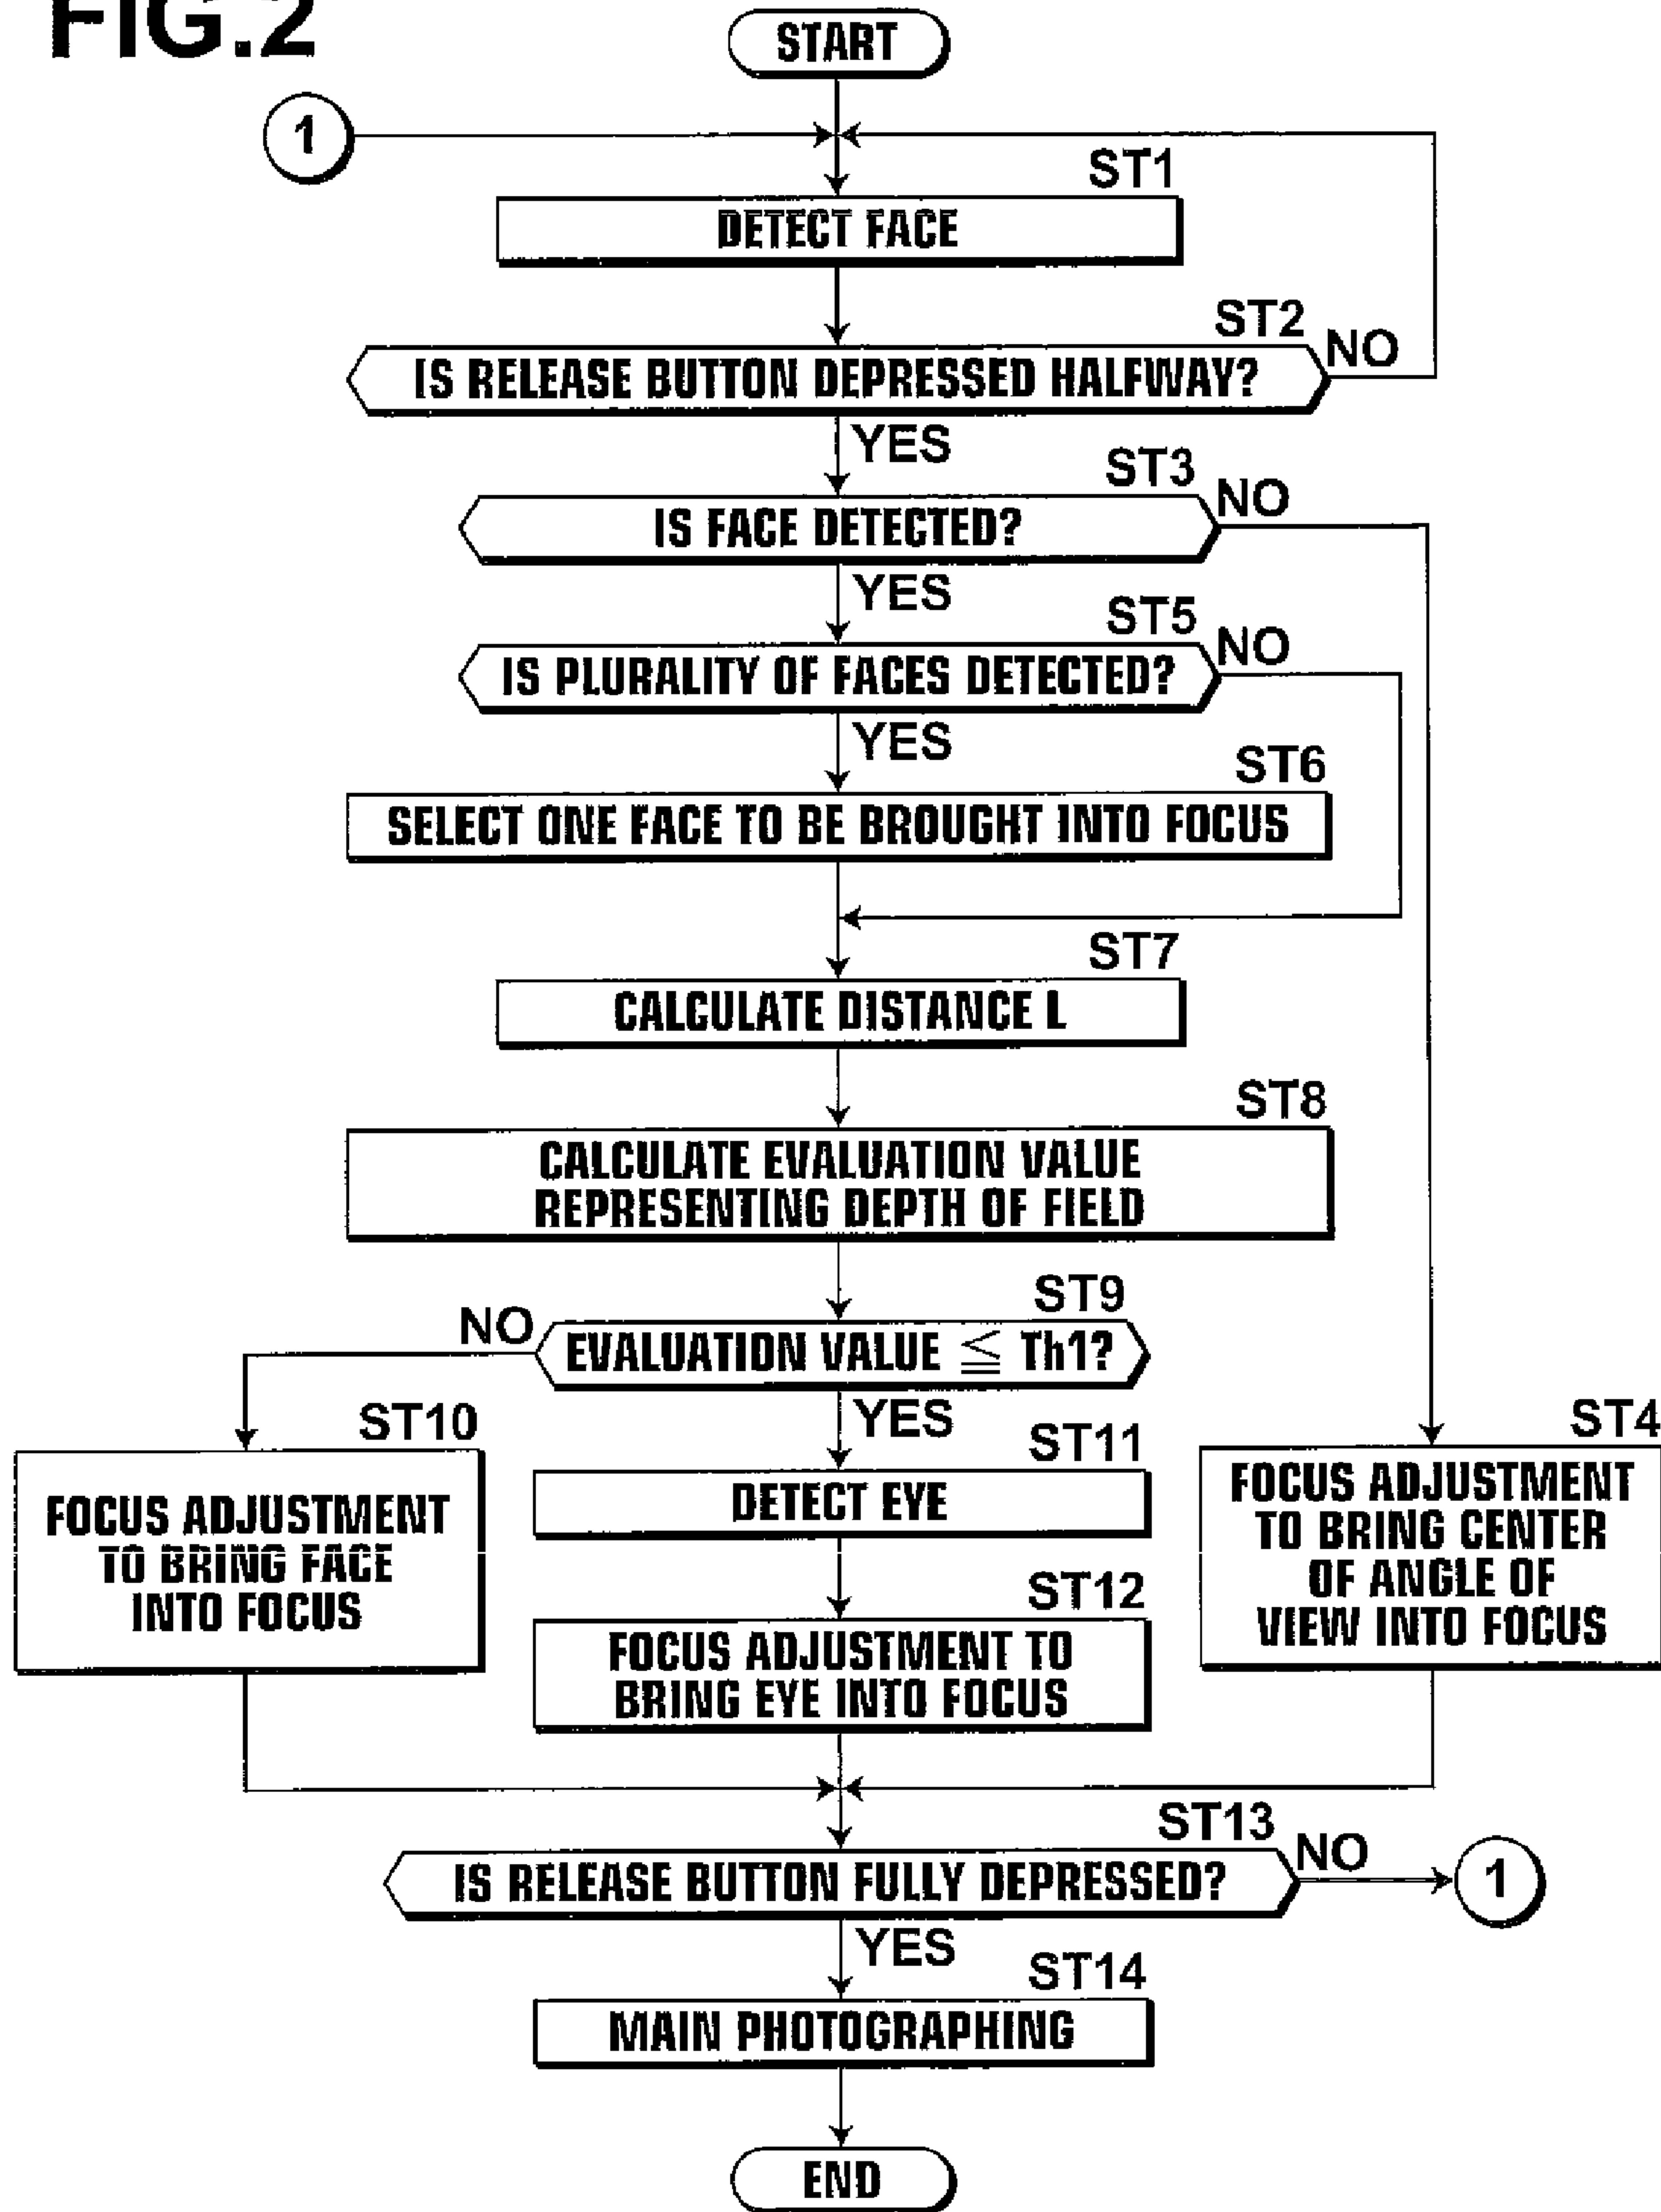 FIG.2
START
1
ST1
DETECT FACE
ST2
IS RELEASE BUTTON DEPRESSED HALFWAY?
NO
YES
ST3
IS FACE DETECTED?
NO
YES
ST5
IS PLURALITY OF FACES DETECTED?
NO
YES
ST6
SELECT ONE FACE TO BE BROUGHT INTO FOCUS
ST7
CALCULATE DISTANCE L
ST8
CALCULATE EVALUATION VALUE
REPRESENTING DEPTH OF FIELD
ST9
EVALUATION VALUE ≦ Th1?
NO
YES
ST10
FOCUS ADJUSTMENT
TO BRING FACE
INTO FOCUS
ST11
DETECT EYE
ST12
FOCUS ADJUSTMENT TO
BRING EYE INTO FOCUS
ST4
FOCUS ADJUSTMENT
TO BRING CENTER
OF ANGLE OF
VIEW INTO FOCUS
ST13
IS RELEASE BUTTON FULLY DEPRESSED?
NO
1
YES
ST14
MAIN PHOTOGRAPHING
END